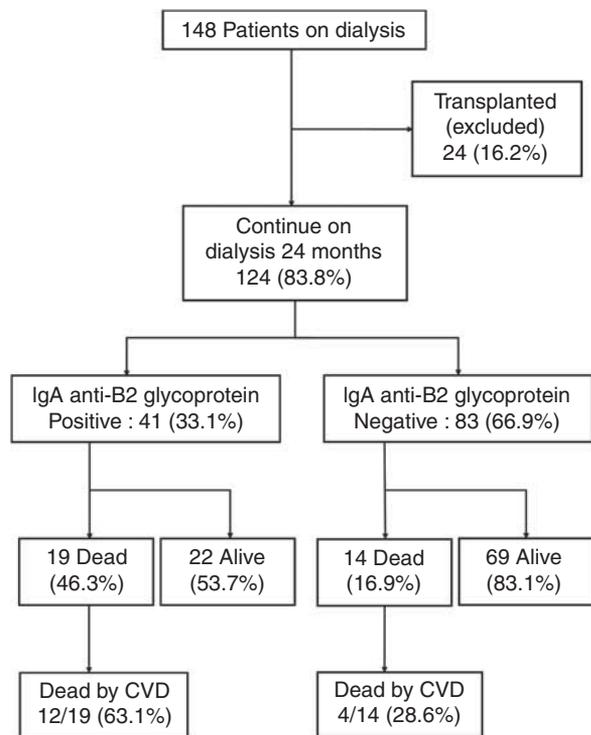 148 Patients on dialysis
Transplanted
(excluded)
24 (16.2%)
Continue on
dialysis 24 months
124 (83.8%)
IgA anti-B2 glycoprotein
Positive : 41 (33.1%)
IgA anti-B2 glycoprotein
Negative : 83 (66.9%)
19 Dead
(46.3%)
22 Alive
(53.7%)
14 Dead
(16.9%)
69 Alive
(83.1%)
Dead by CVD
12/19 (63.1%)
Dead by CVD
4/14 (28.6%)